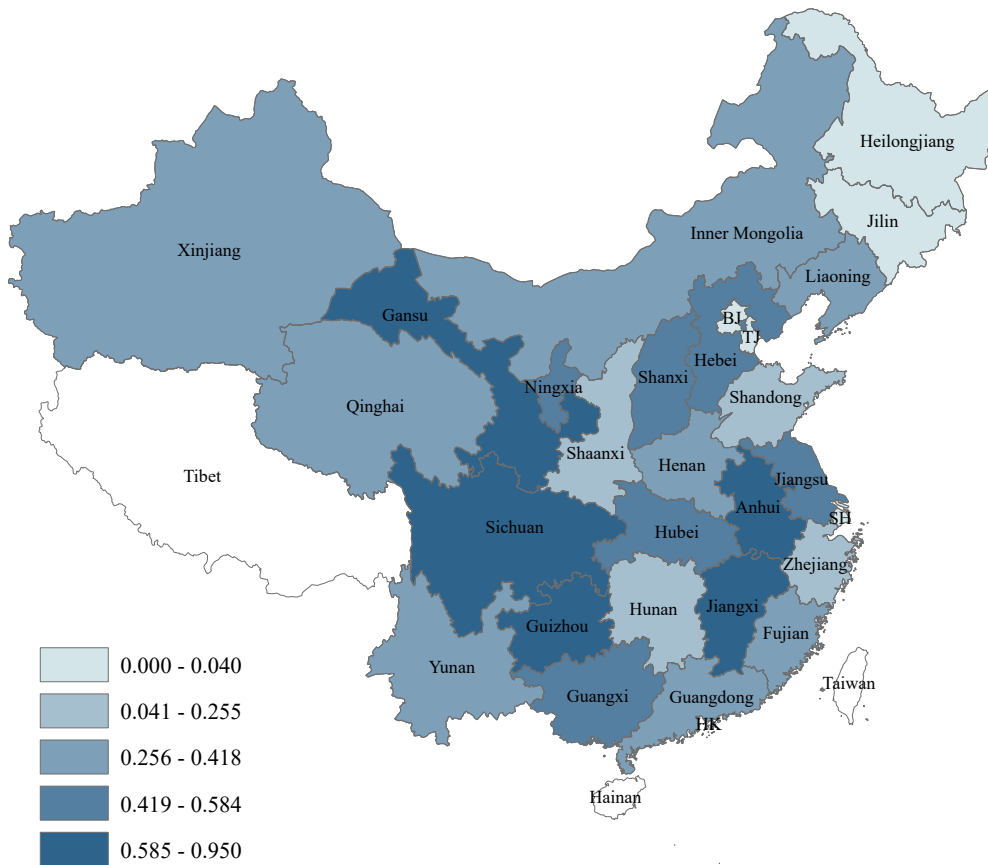 Heilongjiang
Jilin
Xinjiang
Inner Mongolia
Liaoning
Gansu
BJ
TJ
Hebei
Ningxia
Shanxi
Shandong
Qinghai
Shaanxi
Henan
Tibet
Jiangsu
Anhui
SH
Sichuan
Hubei
Zhejiang
Hunan
Jiangxi
Guizhou
Fujian
Yunan
Guangxi
Guangdong
Taiwan
HK
Hainan
0.000 - 0.040
0.041 - 0.255
0.256 - 0.418
0.419 - 0.584
0.585 - 0.950